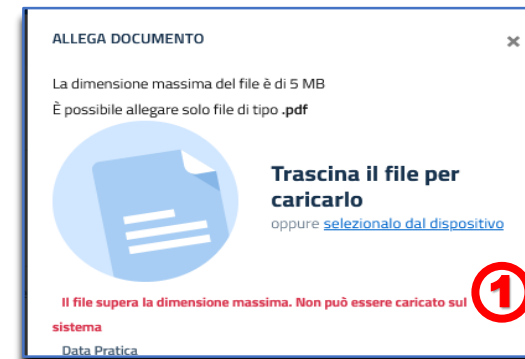 ALLEGA DOCUMENTO ×
La dimensione massima del file è di 5 MB
È possibile allegare solo file di tipo .pdf
Trascina il file per
caricarlo
oppure selezionalo dal dispositivo
Il file supera la dimensione massima. Non può essere caricato sul
sistema
1
Data Pratica